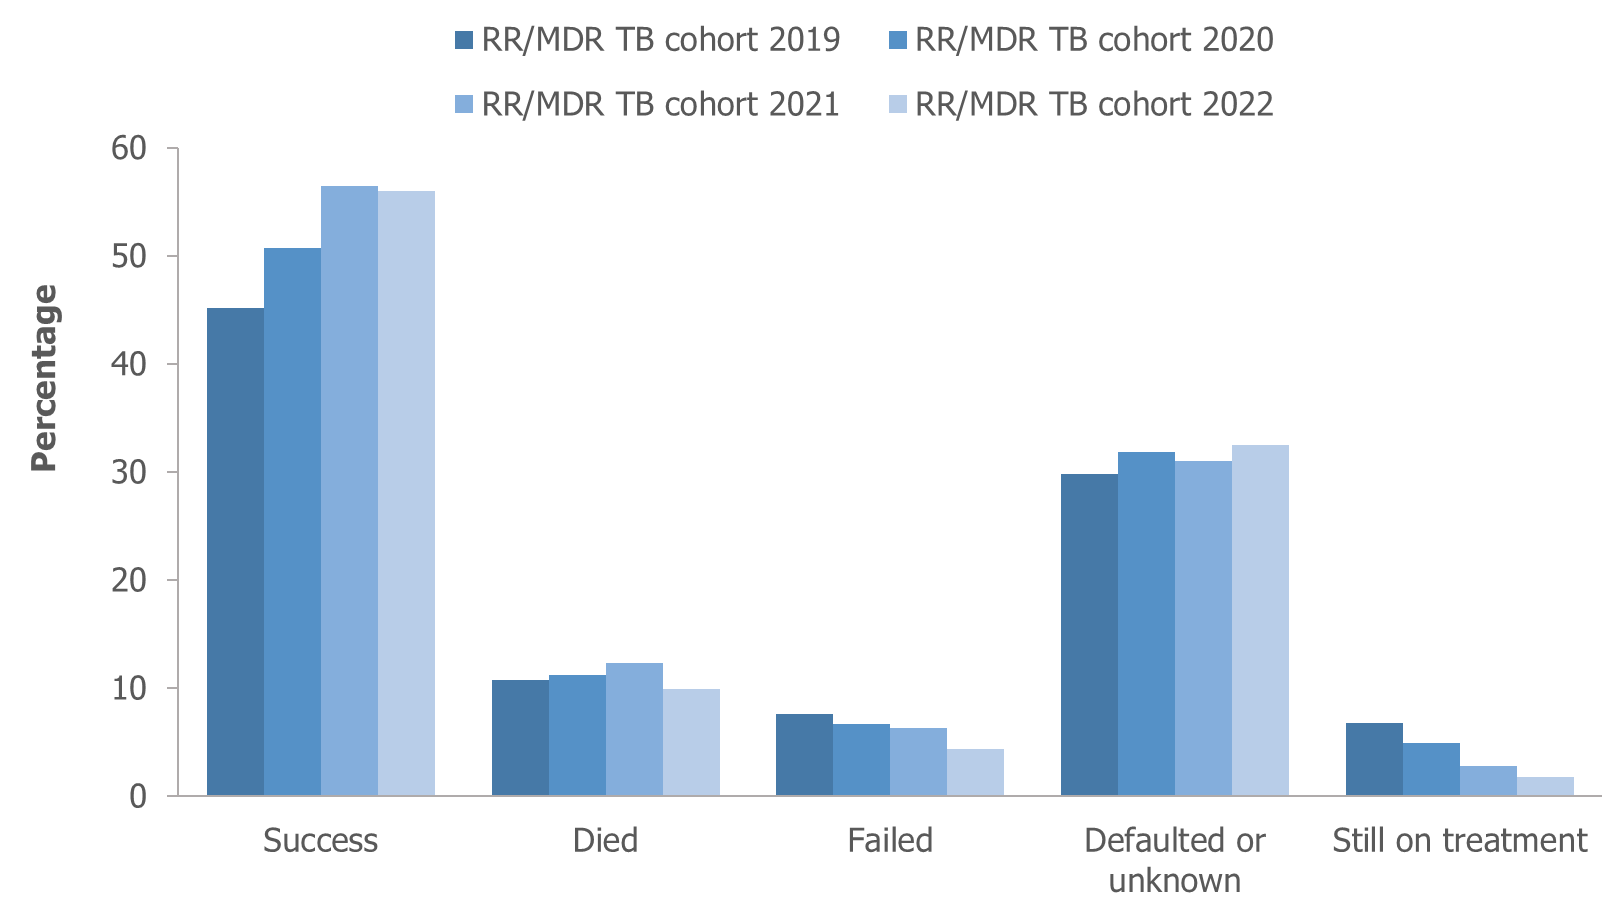 RR/MDR TB cohort 2019
RR/MDR TB cohort 2020
RR/MDR TB cohort 2021
RR/MDR TB cohort 2022
Percentage
60
50
40
30
20
10
0
Success
Died
Failed
Defaulted or
unknown
Still on treatment